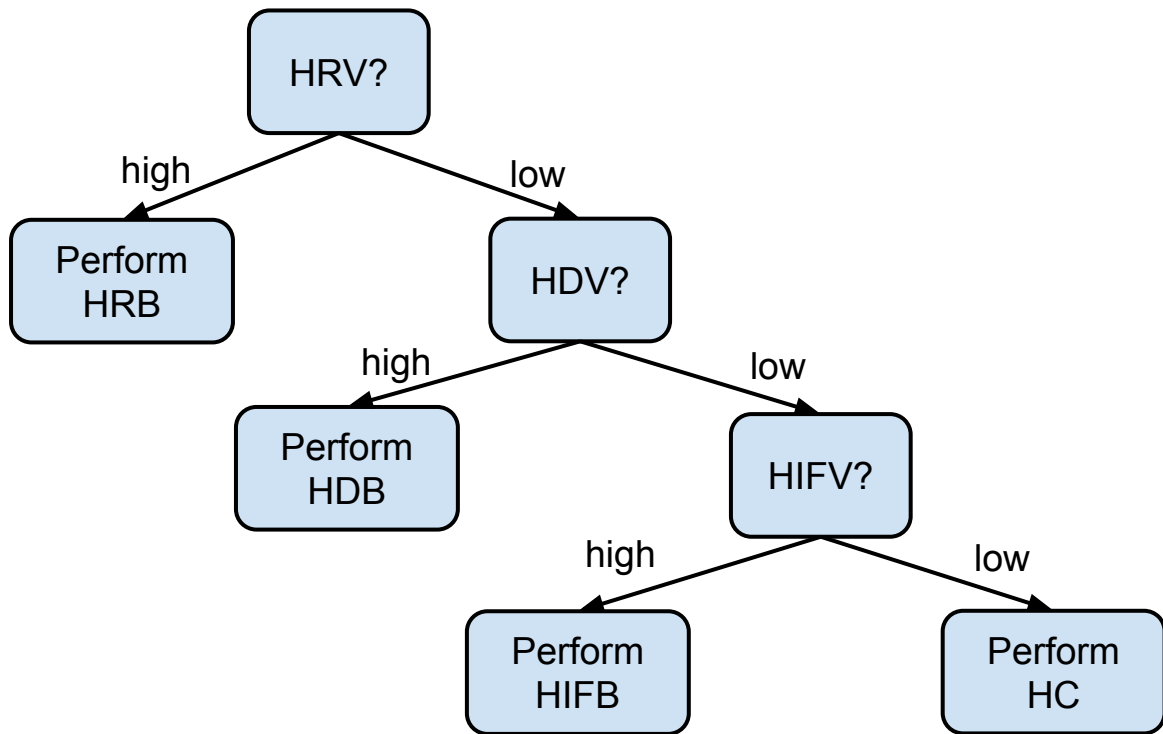 HRV?
high
low
Perform
HRB
HDV?
high
low
Perform
HDB
HIFV?
high
low
Perform
HIFB
Perform
HC